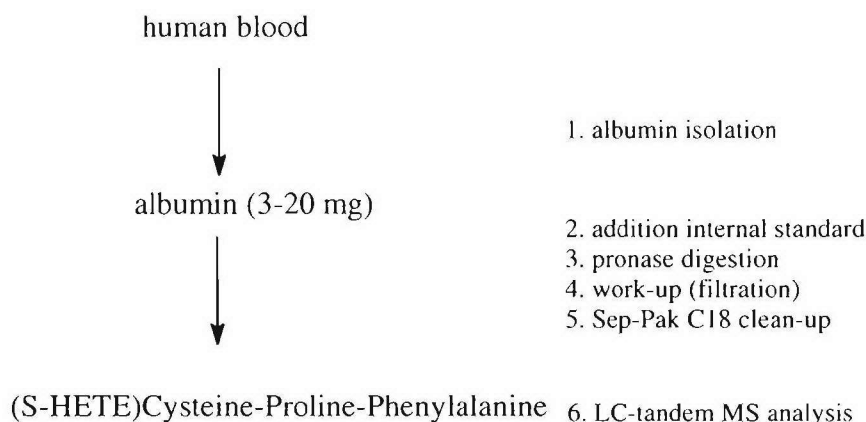 human blood
1. albumin isolation
albumin (3-20 mg)
2. addition internal standard
3. pronase digestion
4. work-up (filtration)
5. Sep-Pak C18 clean-up
(S-HETE)Cysteine-Proline-Phenylalanine
6. LC-tandem MS analysis